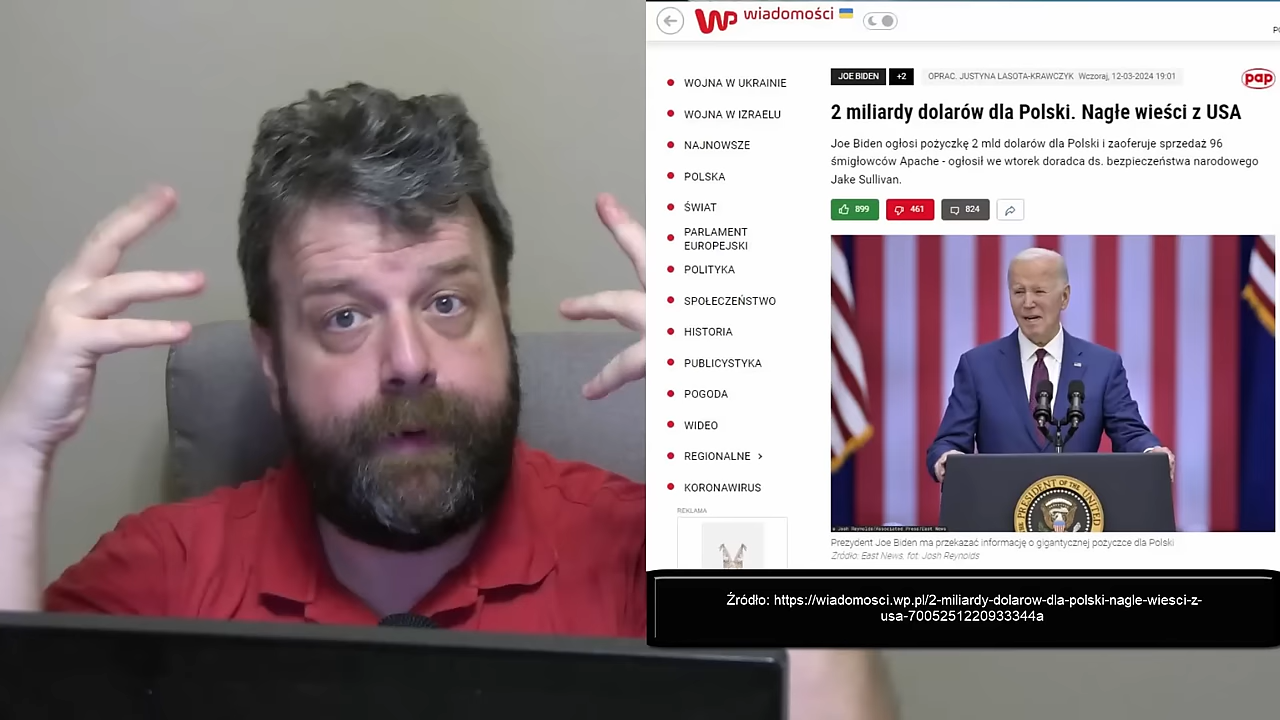 wp wiadomości
WOJNA W UKRAINIE
WOJNA W IZRAELU
NAJNOWSZE
POLSKA
ŚWIAT
PARLAMENT
EUROPEJSKI
POLITYKA
SPOŁECZEŃSTWO
HISTORIA
PUBLICYSTYKA
POGODA
WIDEO
REGIONALNE >
KORONAWIRUS
REKLAMA
JOE BIDEN +2 OPRAC. JUSTYNA LASOTA-KRAWCZYK Wczoraj, 12-03-2024 19:01
pap
2 miliardy dolarów dla Polski. Nagłe wieści z USA
Joe Biden ogłosi pożyczkę 2 mld dolarów dla Polski i zaoferuje sprzedaż 96
śmigłowców Apache - ogłosił we wtorek doradca ds. bezpieczeństwa narodowego
Jake Sullivan.
899 461 824
PRESIDENT OF THE UNITED
Prezydent Joe Biden ma przekazać informację o gigantycznej pożyczce dla Polski
Źródło: East News, fot: Josh Reynolds
Źródło: https://wiadomosci.wp.pl/2-miliardy-dolarow-dla-polski-nagle-wiesci-z-
usa-7005251220933344a